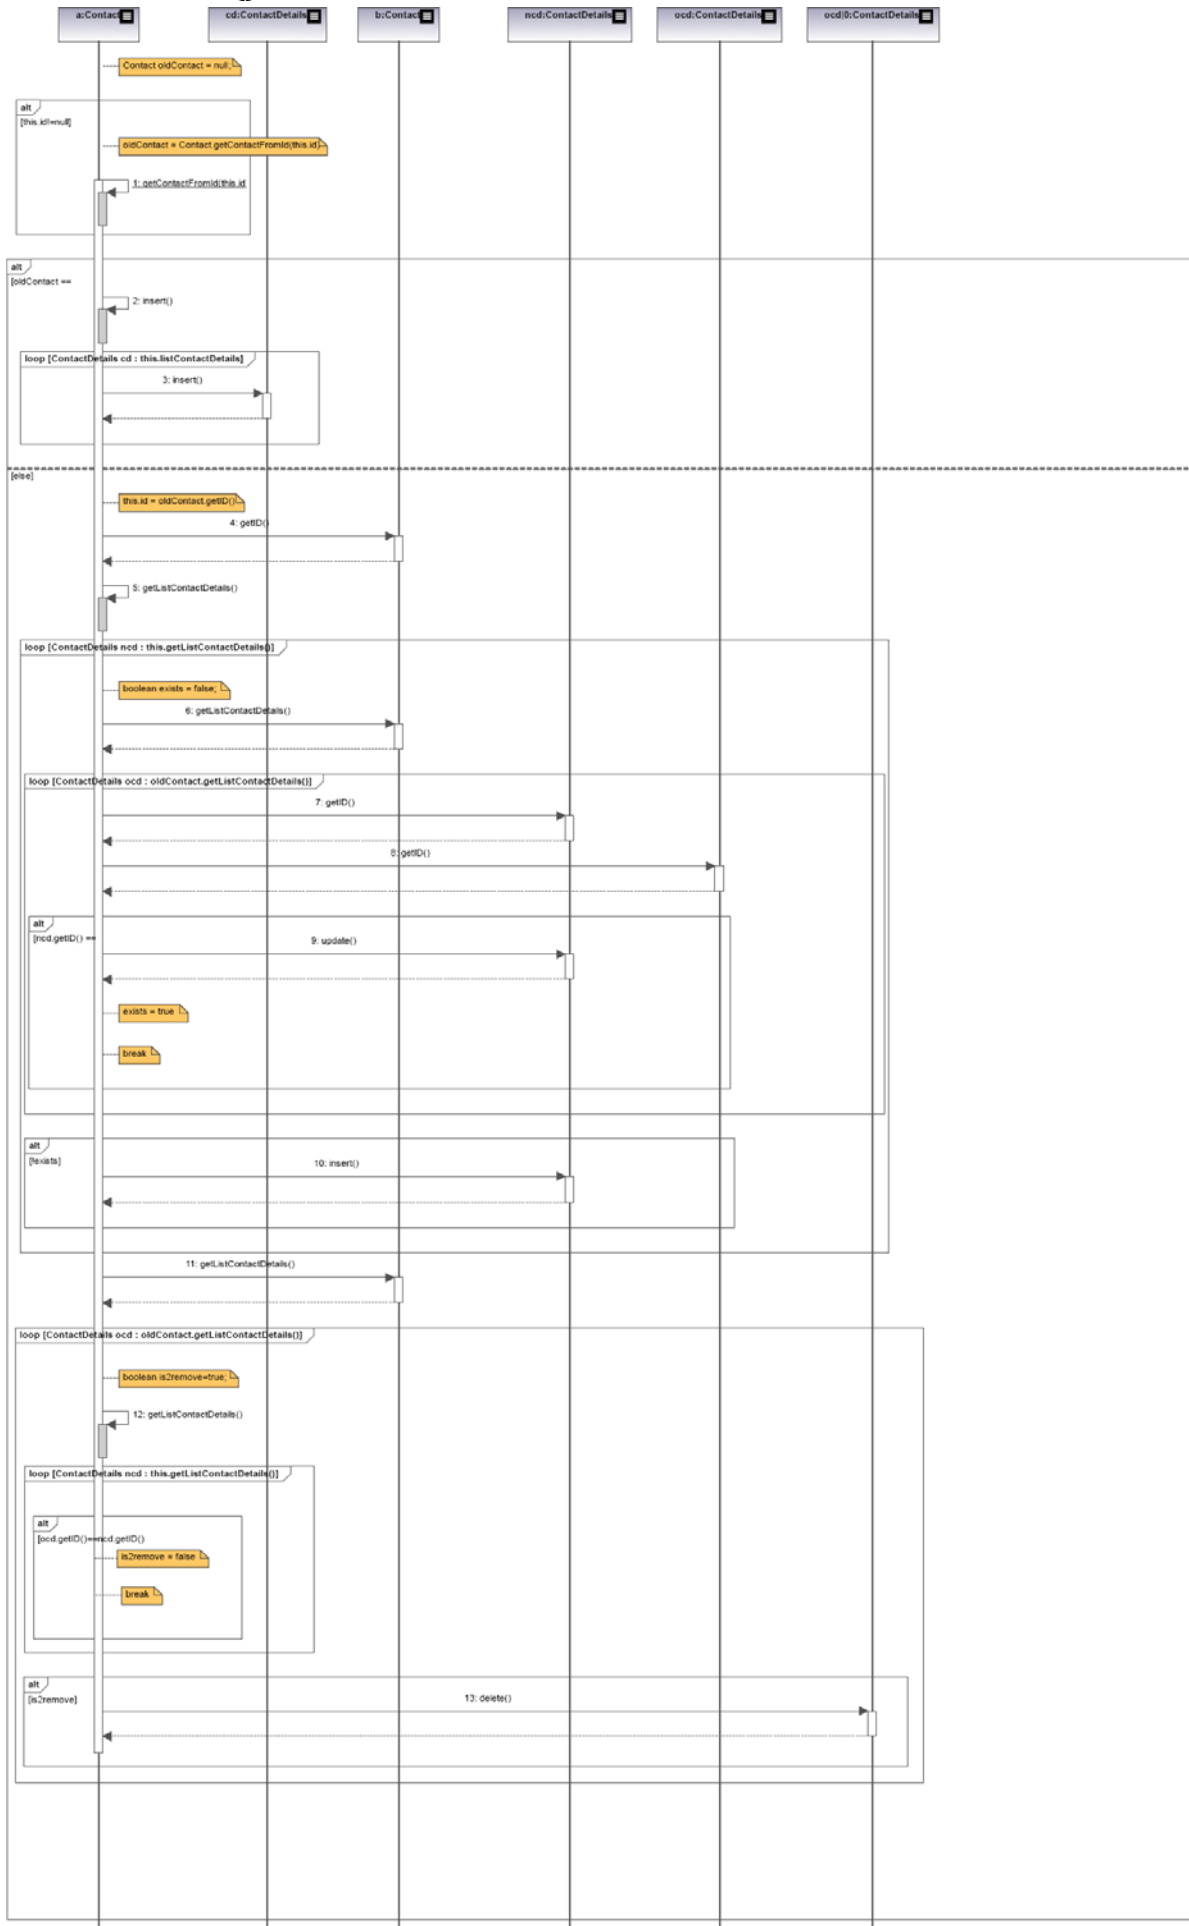 a:Contact
cd:ContactDetails
b:Contact
ncd:ContactDetails
ocd:ContactDetails
ocd|0:ContactDetails
Contact oldContact = null;
alt
[this.id!=null]
oldContact = Contact.getContactFromId(this.id)
1: getContactFromId(this.id
alt
[oldContact ==
2: insert()
loop [ContactDetails cd : this.listContactDetails]
3: insert()
[else]
this.id = oldContact.getID()
4: getID()
5: getListContactDetails()
loop [ContactDetails ncd : this.getListContactDetails()]
boolean exists = false;
6: getListContactDetails()
loop [ContactDetails ocd : oldContact.getListContactDetails()]
7: getID()
8: getID()
alt
[ncd.getID() ==
9: update()
exists = true
break
alt
[!exists]
10: insert()
11: getListContactDetails()
loop [ContactDetails ocd : oldContact.getListContactDetails()]
boolean is2remove=true;
12: getListContactDetails()
loop [ContactDetails ncd : this.getListContactDetails()]
alt
[ocd.getID()==ncd.getID()
is2remove = false
break
alt
[is2remove]
13: delete()